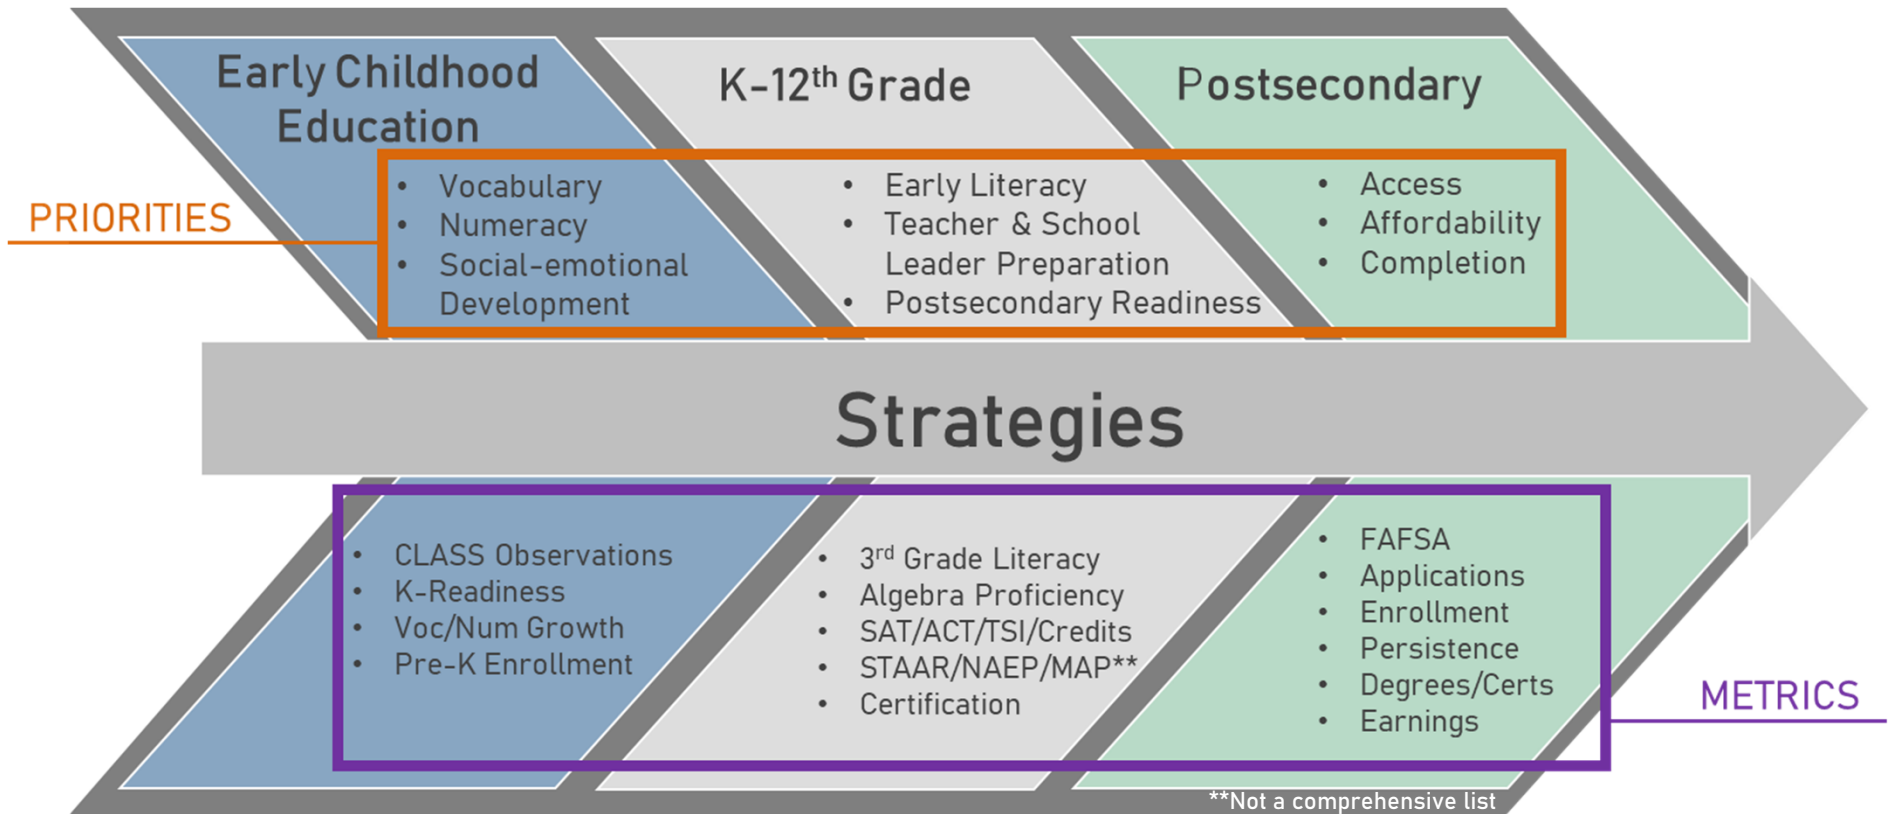 Early Childhood
Education
K-12th Grade
Postsecondary
PRIORITIES
• Vocabulary
• Numeracy
• Social-emotional
Development
• Early Literacy
• Teacher & School
Leader Preparation
• Postsecondary Readiness
• Access
• Affordability
• Completion
Strategies
• CLASS Observations
• K-Readiness
• Voc/Num Growth
• Pre-K Enrollment
• 3rd Grade Literacy
• Algebra Proficiency
• SAT/ACT/TSI/Credits
• STAAR/NAEP/MAP**
• Certification
• FAFSA
• Applications
• Enrollment
• Persistence
• Degrees/Certs
• Earnings
METRICS
**Not a comprehensive list